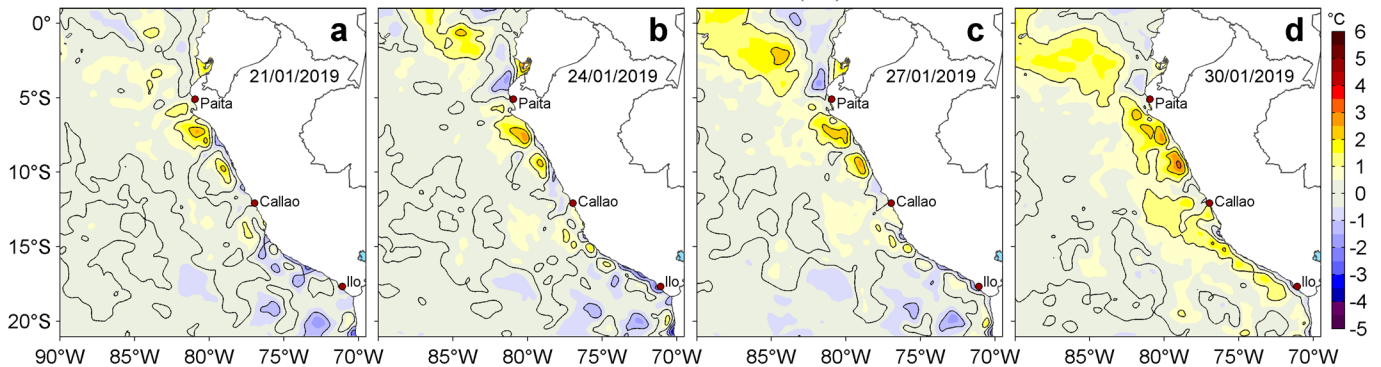 a
b
c
d
°C
0°
5°S
10°S
15°S
20°S
21/01/2019
24/01/2019
27/01/2019
30/01/2019
Paita
Paita
Paita
Paita
Callao
Callao
Callao
Callao
Ilo
Ilo
Ilo
Ilo
6
5
4
3
2
1
0
-1
-2
-3
-4
-5
90°W 85°W 80°W 75°W 70°W
85°W 80°W 75°W 70°W
85°W 80°W 75°W 70°W
85°W 80°W 75°W 70°W